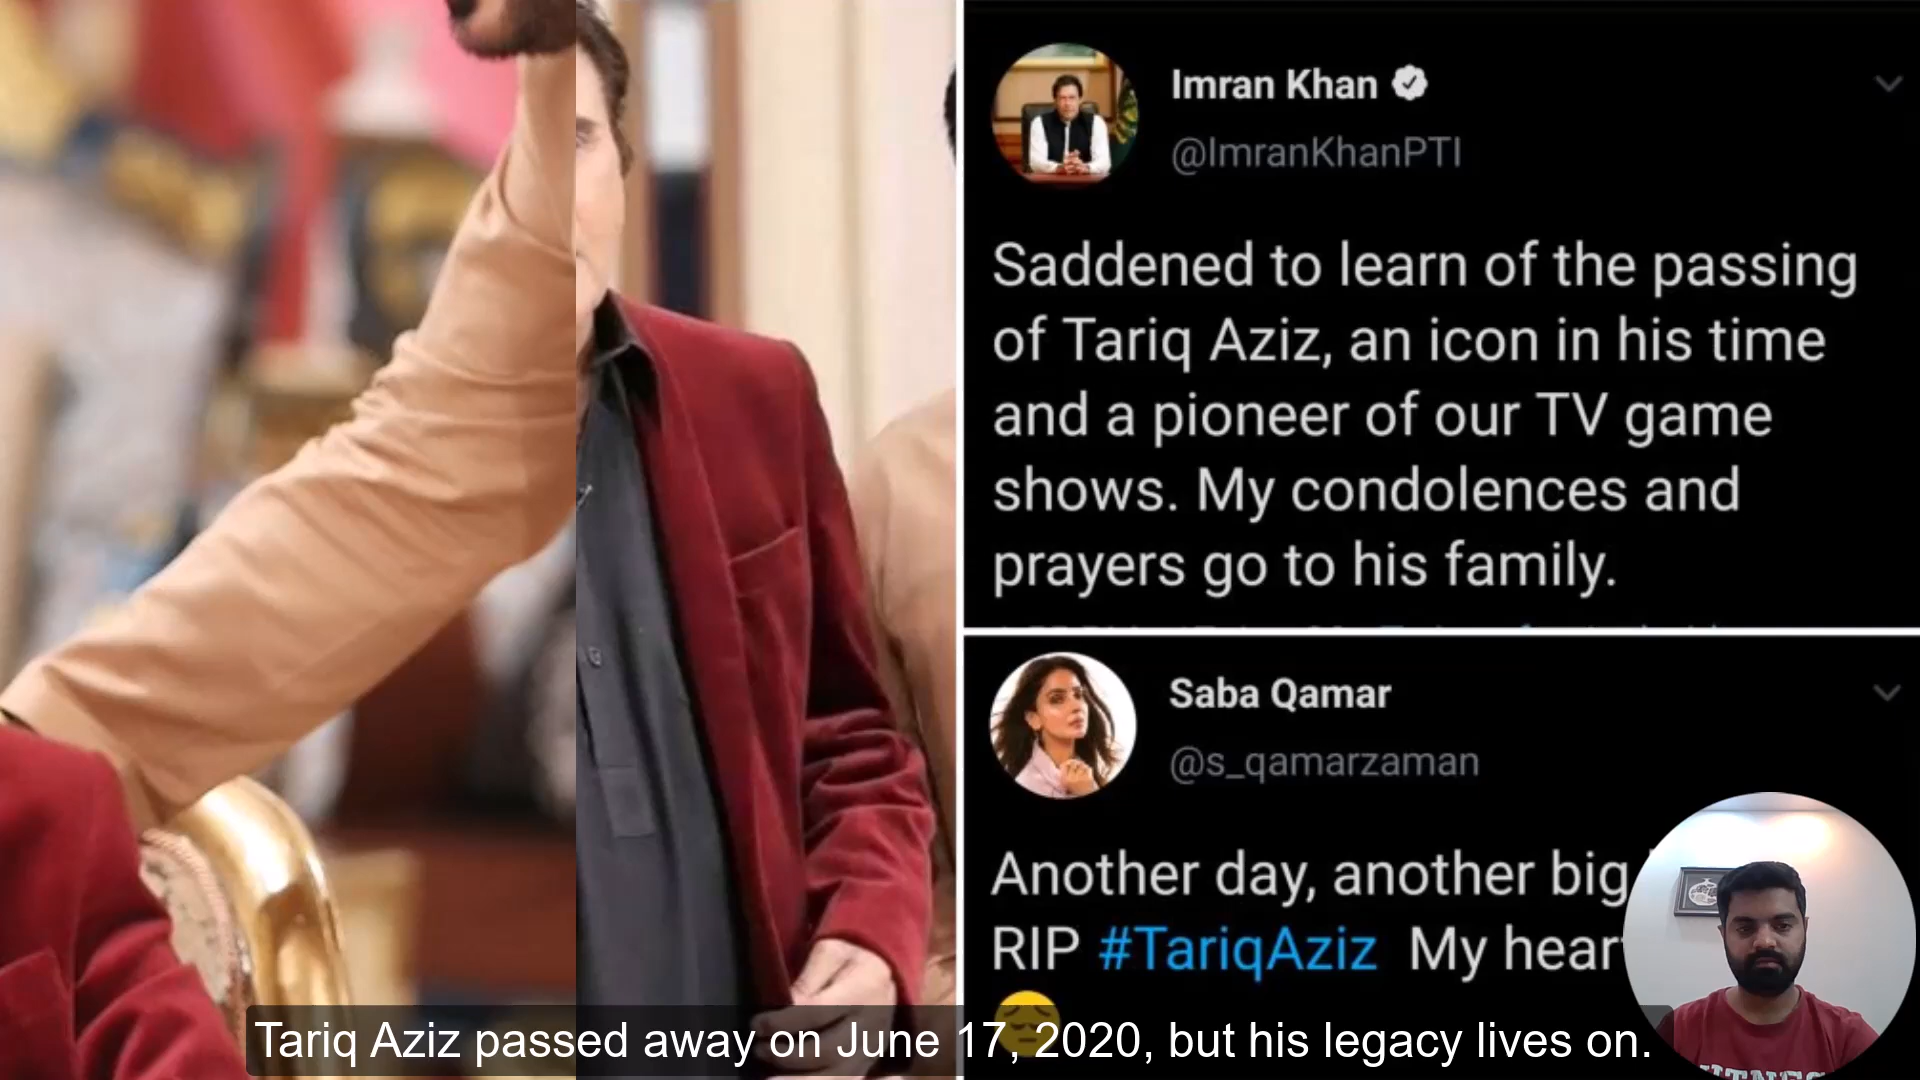 Imran Khan
@ImranKhanPTI
Saddened to learn of the passing
of Tariq Aziz, an icon in his time
and a pioneer of our TV game
shows. My condolences and
prayers go to his family.
Saba Qamar
@s_qamarzaman
Another day, another big
RIP #TariqAziz My
Tariq Aziz passed away on June 17, 2020, but his legacy lives on.